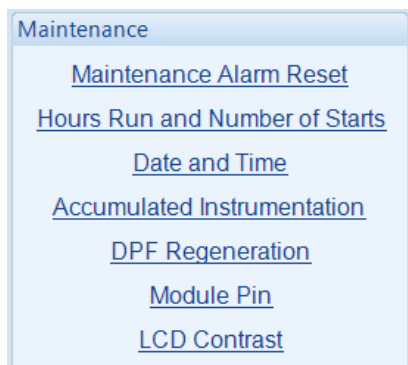 Maintenance
Maintenance Alarm Reset
Hours Run and Number of Starts
Date and Time
Accumulated Instrumentation
DPF Regeneration
Module Pin
LCD Contrast